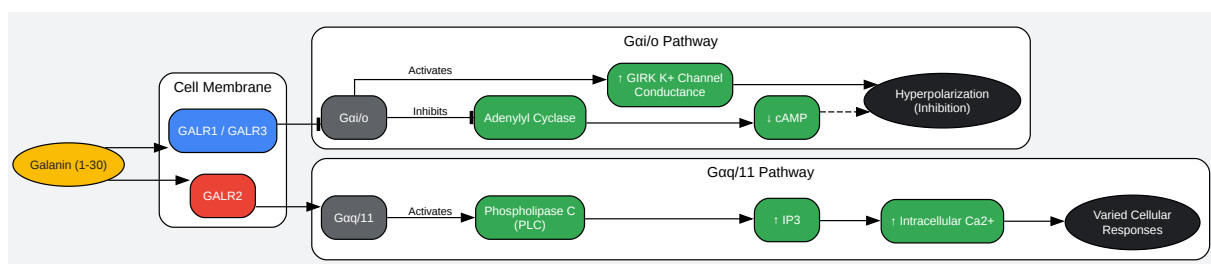 Gαi/o Pathway
Cell Membrane
Activates
↑ GIRK K+ Channel
Conductance
Hyperpolarization
(Inhibition)
GALR1 / GALR3
Gαi/o
Inhibits
Adenylyl Cyclase
↓ cAMP
Galanin (1-30)
Gαq/11 Pathway
GALR2
Gαq/11
Activates
Phospholipase C
(PLC)
↑ IP3
↑ Intracellular Ca2+
Varied Cellular
Responses